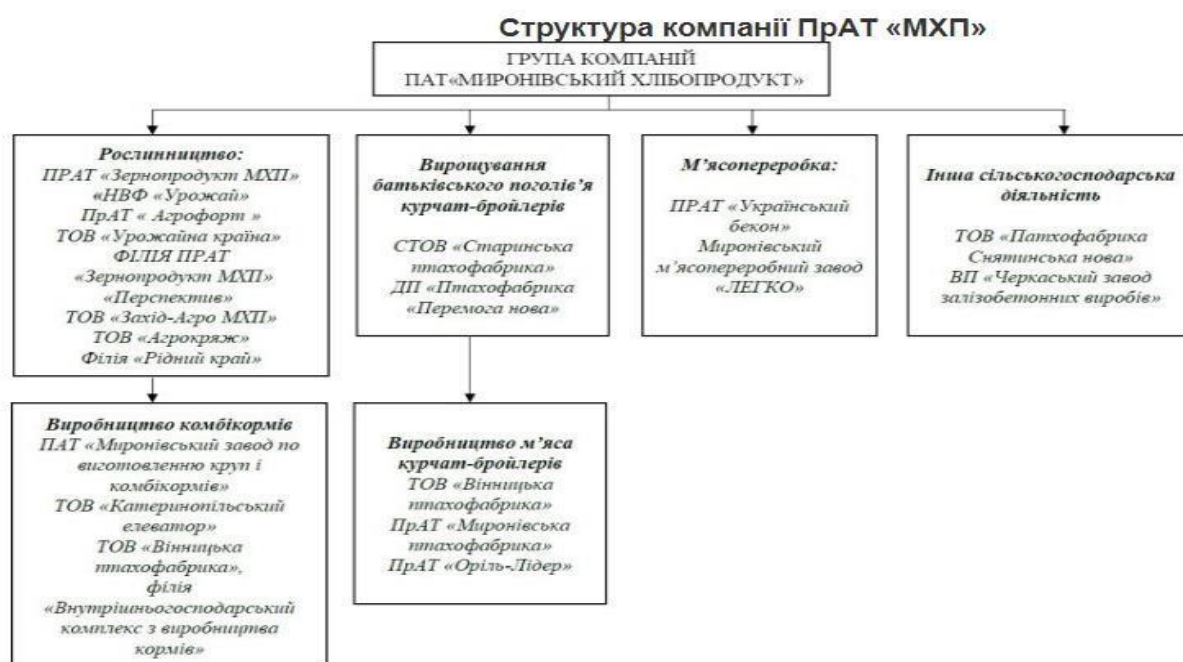 Структура компанії ПрАТ «МХП»
ГРУПА КОМПАНІЙ
ПАТ«МИРОНІВСЬКИЙ ХЛІБОПРОДУКТ»
Рослинництво:
ПРАТ «Зернопродукт МХП»
«НВФ «Урожай»
ПрАТ « Агрофорт »
ТОВ «Урожайна країна»
ФІЛІЯ ПРАТ
«Зернопродукт МХП»
«Перспектив»
ТОВ «Захід-Агро МХП»
ТОВ «Агрокряж»
Філія «Рідний край»
Вирощування
батьківського поголів’я
курчат-бройлерів
СТОВ «Старинська
птахофабрика»
ДП «Птахофабрика
«Перемога нова»
М’ясопереробка:
ПРАТ «Український
бекон»
Миронівський
м’ясопереробний завод
«ЛЕГКО»
Інша сільськогосподарська
діяльність
ТОВ «Патхофабрика
Снятинська нова»
ВП «Черкаський завод
залізобетонних виробів»
Виробництво комбікормів
ПАТ «Миронівський завод по
виготовленню круп і
комбікормів»
ТОВ «Катеринопільський
елеватор»
ТОВ «Вінницька
птахофабрика»,
філія
«Внутрішньогосподарський
комплекс з виробництва
кормів»
Виробництво м’яса
курчат-бройлерів
ТОВ «Вінницька
птахофабрика»
ПрАТ «Миронівська
птахофабрика»
ПрАТ «Оріль-Лідер»